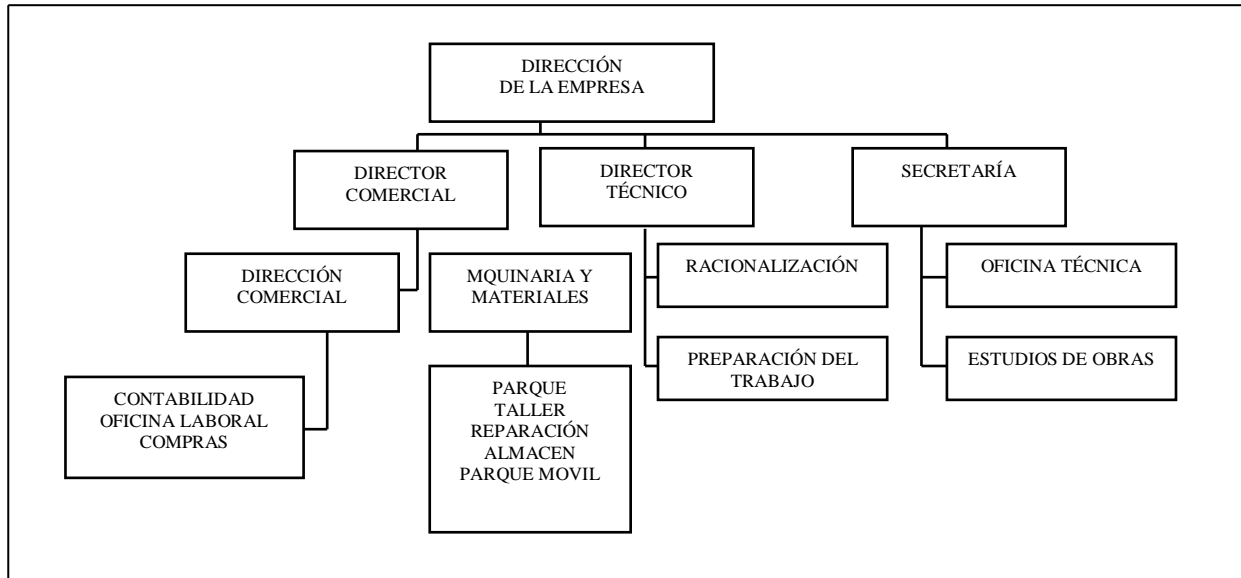 DIRECCIÓN
DE LA EMPRESA
DIRECTOR
COMERCIAL
DIRECTOR
TÉCNICO
SECRETARÍA
DIRECCIÓN
COMERCIAL
MQUINARIA Y
MATERIALES
RACIONALIZACIÓN
OFICINA TÉCNICA
PREPARACIÓN DEL
TRABAJO
ESTUDIOS DE OBRAS
CONTABILIDAD
OFICINA LABORAL
COMPRAS
PARQUE
TALLER
REPARACIÓN
ALMACEN
PARQUE MOVIL